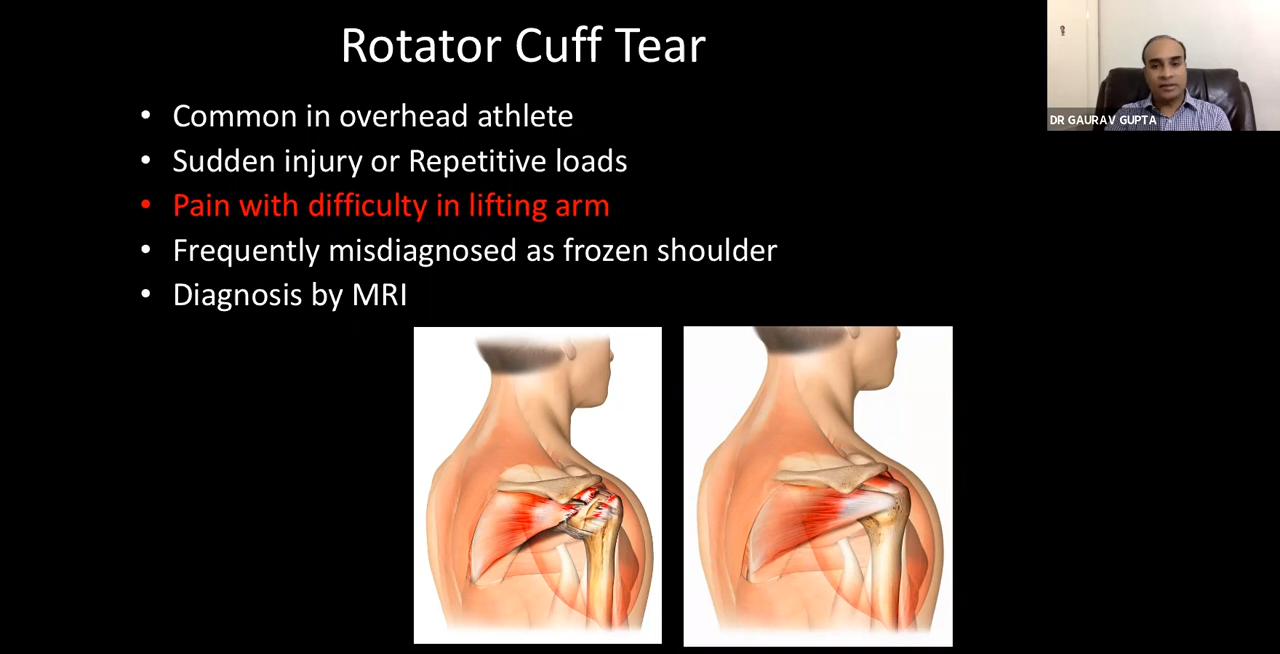 Rotator Cuff Tear
• Common in overhead athlete
• Sudden injury or Repetitive loads
• Pain with difficulty in lifting arm
• Frequently misdiagnosed as frozen shoulder
• Diagnosis by MRI
DR GAURAV GUPTA